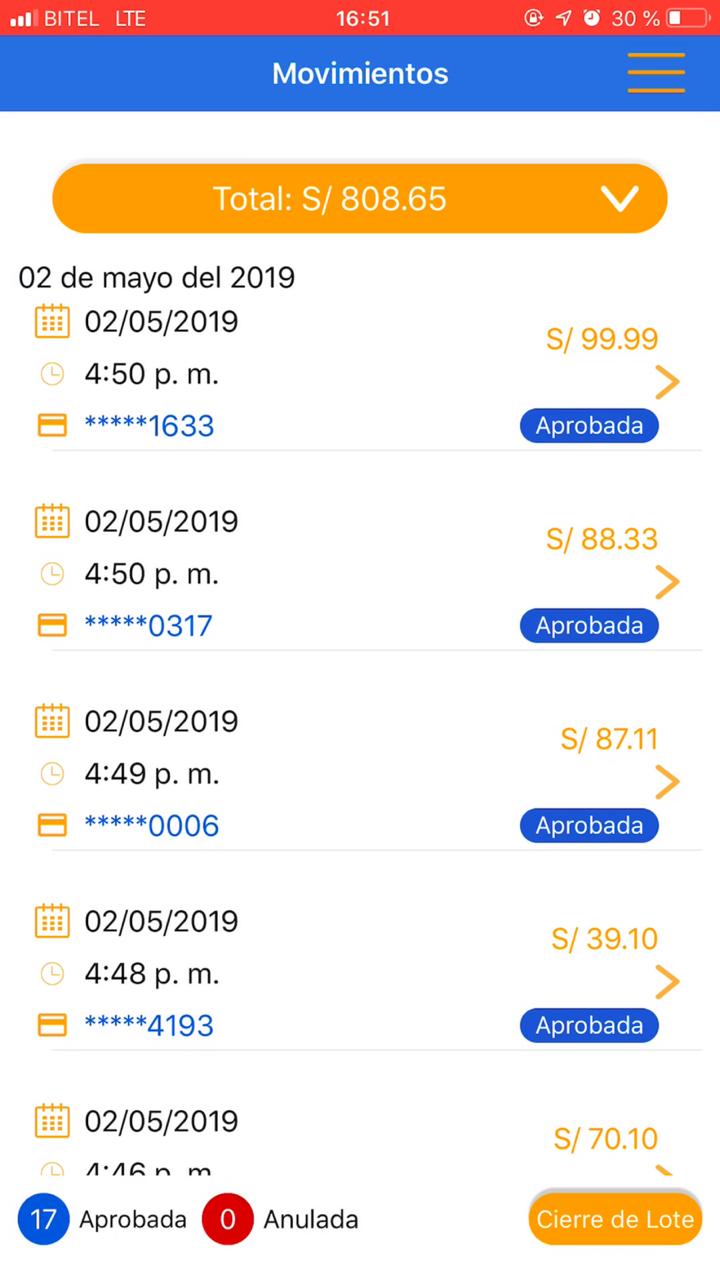 BITEL LTE 16:51 30 %
Movimientos
Total: S/ 808.65
02 de mayo del 2019
02/05/2019
S/ 99.99
4:50 p. m.
*****1633 Aprobada
02/05/2019
S/ 88.33
4:50 p. m.
*****0317 Aprobada
02/05/2019
S/ 87.11
4:49 p. m.
*****0006 Aprobada
02/05/2019
S/ 39.10
4:48 p. m.
*****4193 Aprobada
02/05/2019
S/ 70.10
4:46 p. m.
17 Aprobada 0 Anulada Cierre de Lote